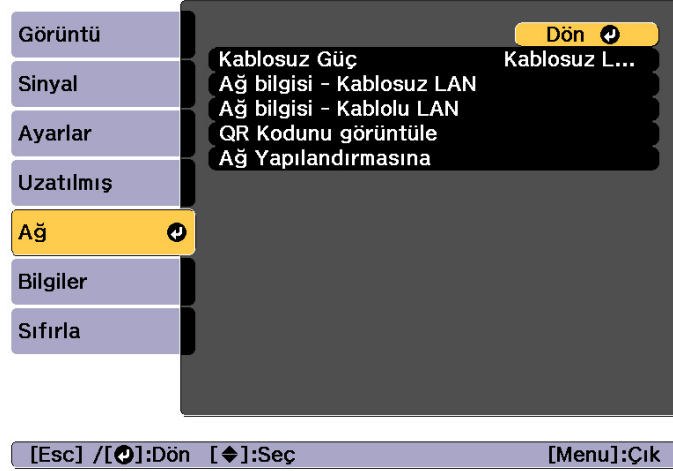 Görüntü
Sinyal
Ayarlar
Uzatılmış
Ağ
Bilgiler
Sıfırla
Dön
Kablosuz Güç Kablosuz L...
Ağ bilgisi - Kablosuz LAN
Ağ bilgisi - Kablolu LAN
QR Kodunu görüntüle
Ağ Yapılandırmasına
[Esc] /[]:Dön []:Seç [Menu]:Çık